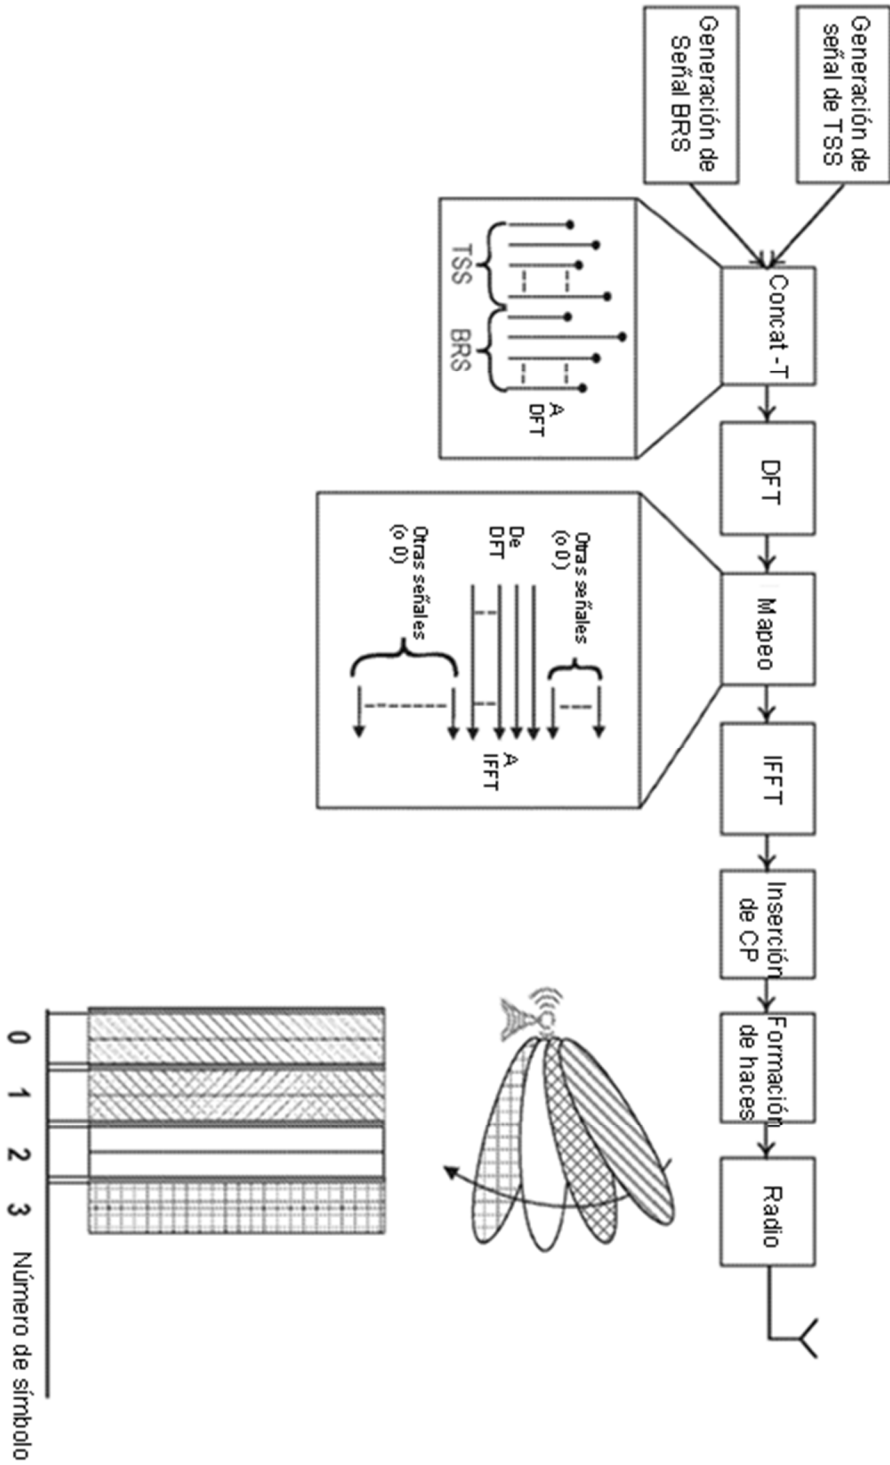 Generación de
señal de TSS
Generación de
Señal BRS
Concat -T
DFT
Mapeo
IFFT
Inserción
de CP
Formación
de haces
Radio
TSS
BRS
A
DFT
Otras señales
(o 0)
De
DFT
Otras señales
(o 0)
A
IFFT
0
1
2
3
Número de símbolo